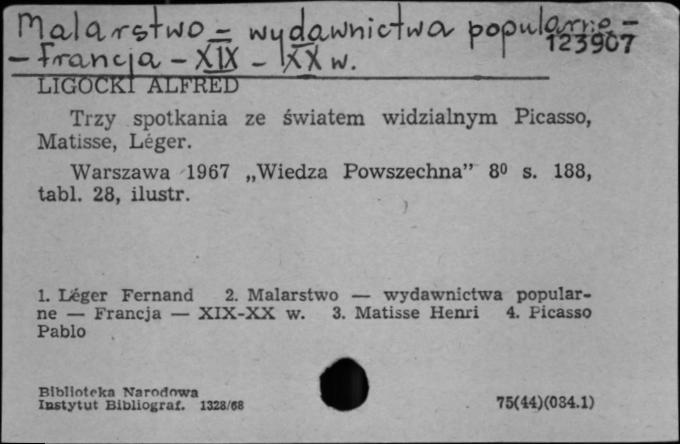 Malarstwo - wydawnictwa popularne -
123907
- Francja - XIX - XX w.
LIGOCKI ALFRED
Trzy spotkania ze światem widzialnym Picasso,
Matisse, Léger.
Warszawa 1967 „Wiedza Powszechna” 8⁰ s. 188,
tabl. 28, ilustr.
1. Léger Fernand 2. Malarstwo — wydawnictwa popular-
ne — Francja — XIX-XX w. 3. Matisse Henri 4. Picasso
Pablo
Biblioteka Narodowa
Instytut Bibliograf. 1328/68
75(44)(084.1)